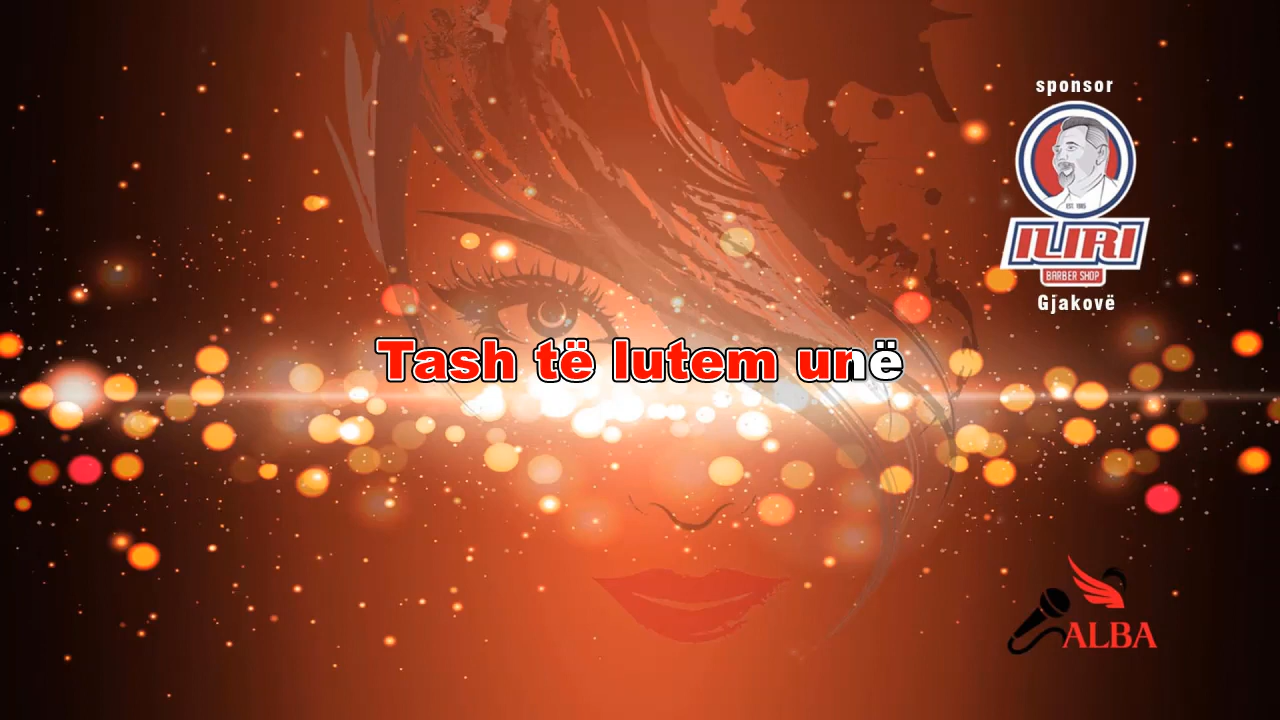 sponsor
EST. 1985
ILIRI
BARBER SHOP
Gjakovë
Tash të lutem unë
ALBA